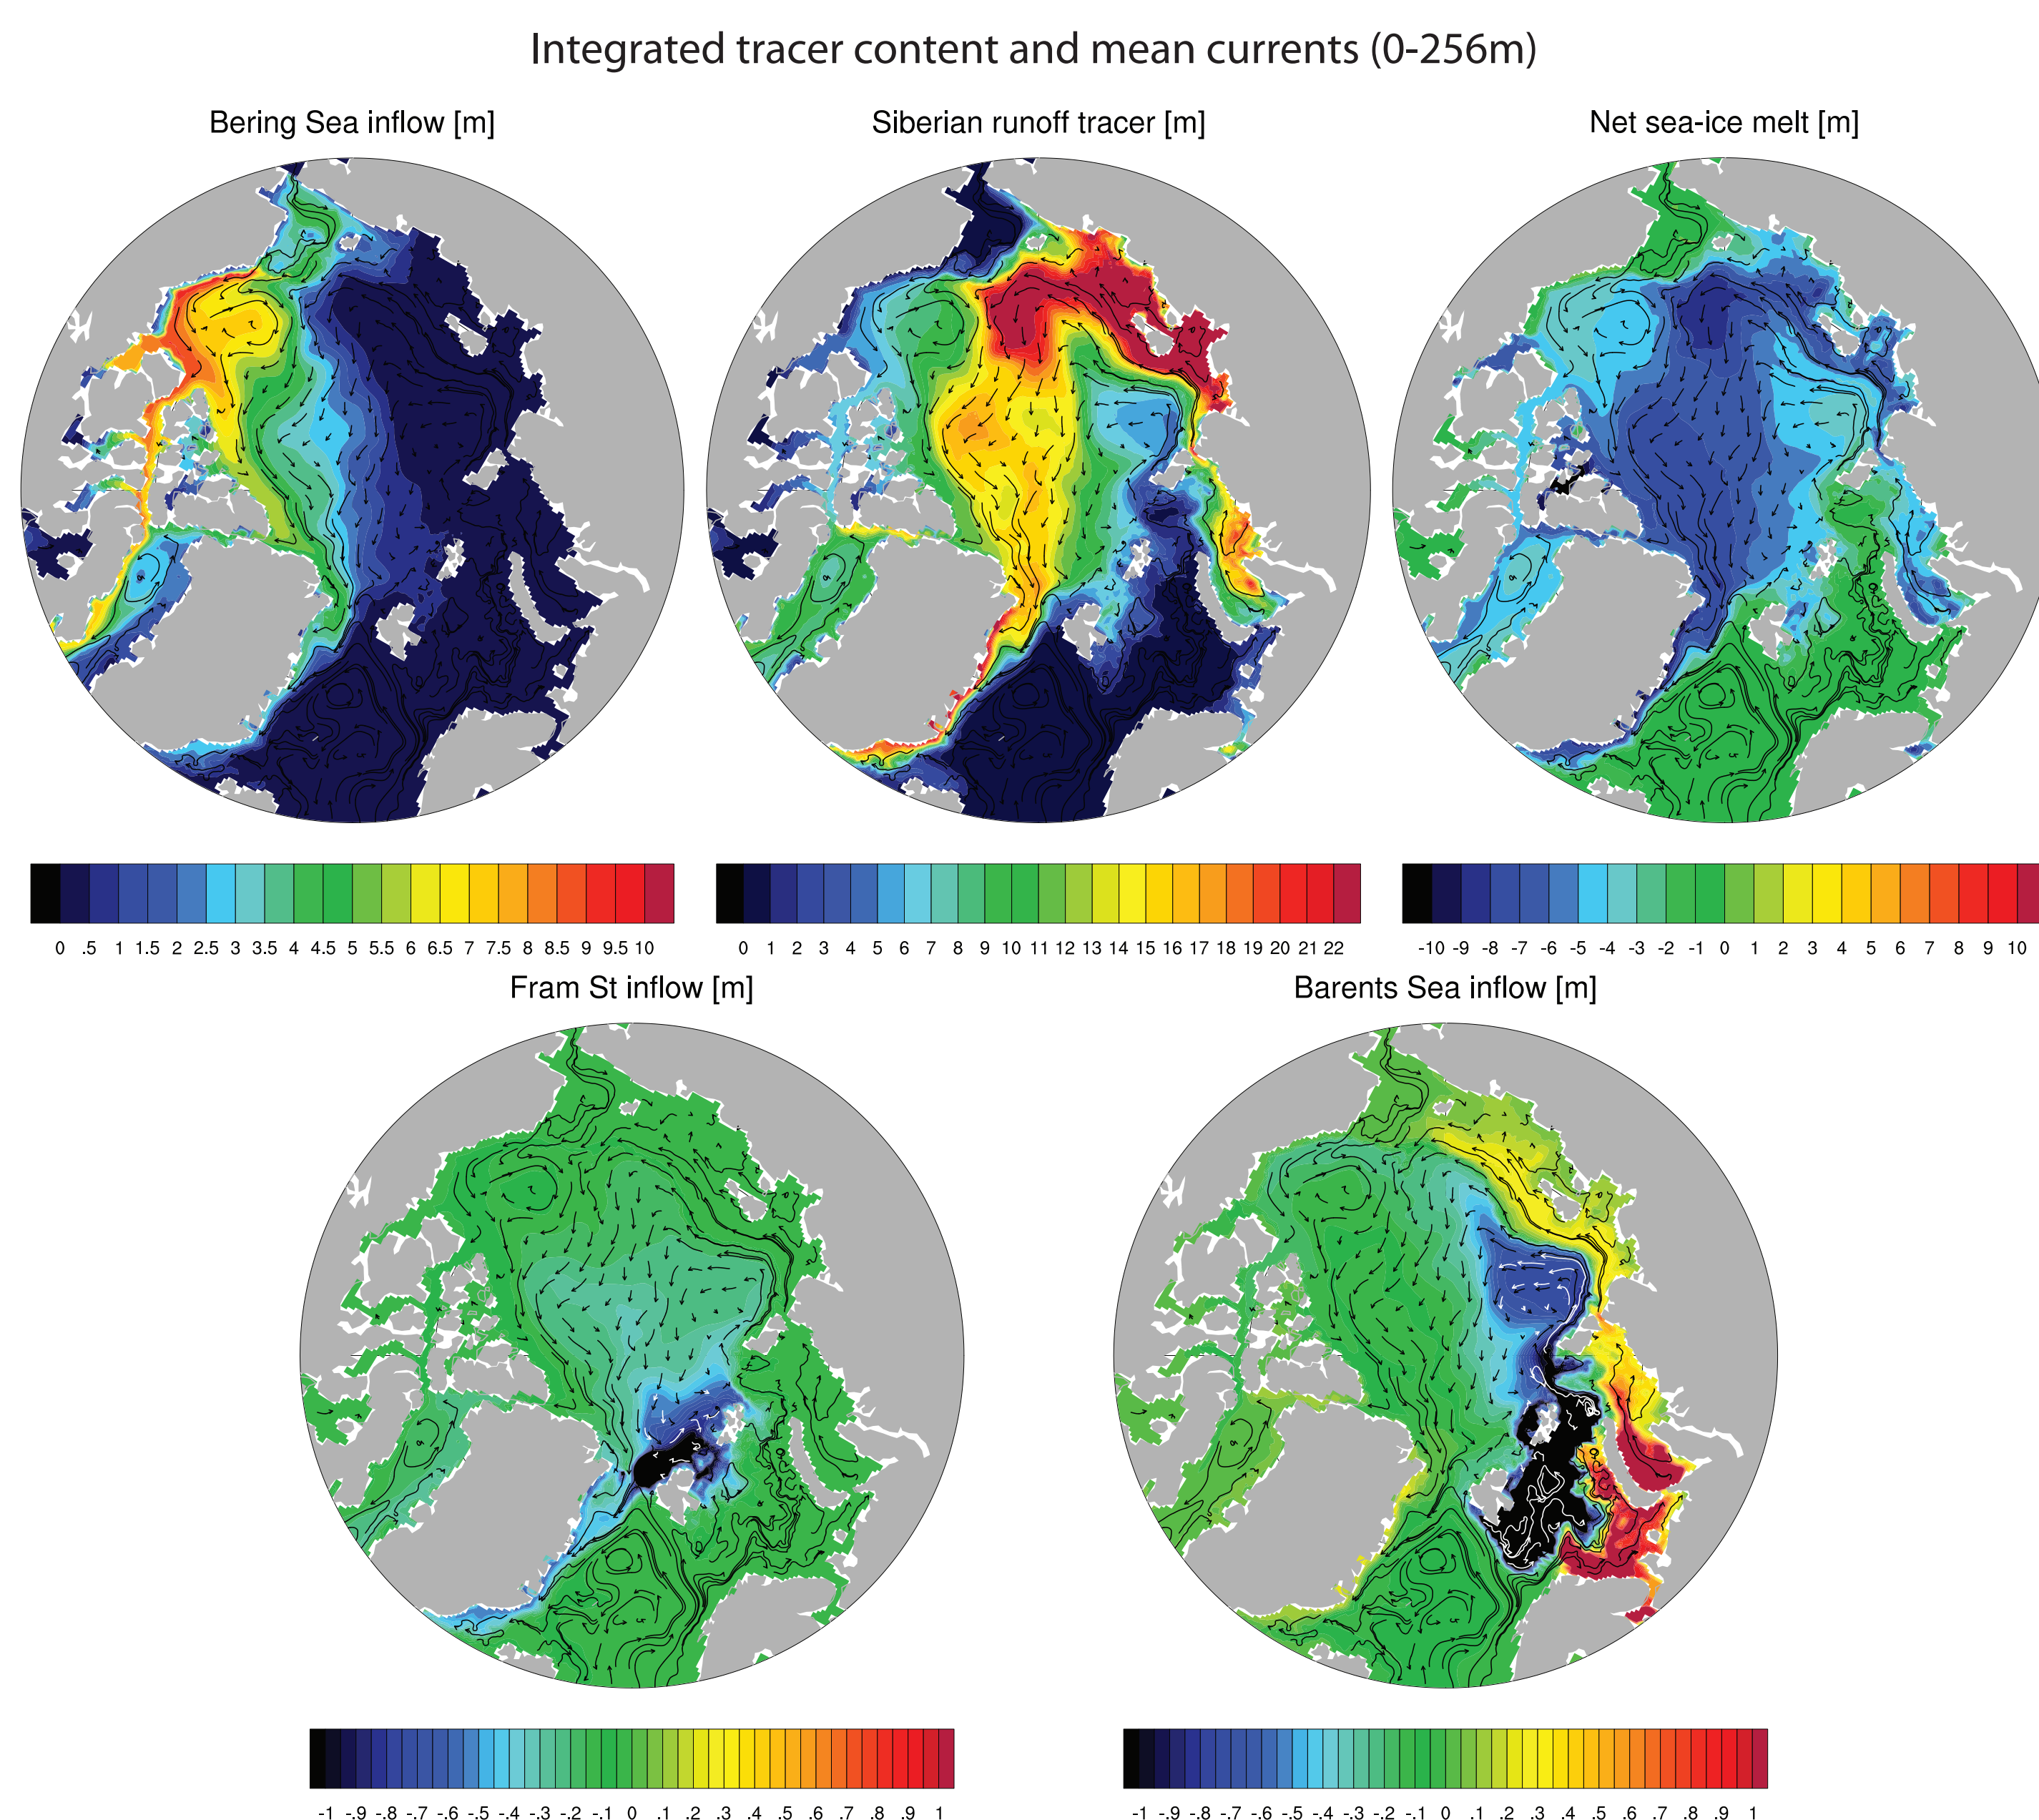 Integrated tracer content and mean currents (0-256m)
Bering Sea inflow [m]
Siberian runoff tracer [m]
Net sea-ice melt [m]
0 .5 1 1.5 2 2.5 3 3.5 4 4.5 5 5.5 6 6.5 7 7.5 8 8.5 9 9.5 10
0 1 2 3 4 5 6 7 8 9 10 11 12 13 14 15 16 17 18 19 20 21 22
-10 -9 -8 -7 -6 -5 -4 -3 -2 -1 0 1 2 3 4 5 6 7 8 9 10
Fram St inflow [m]
Barents Sea inflow [m]
-1 -.9 -.8 -.7 -.6 -.5 -.4 -.3 -.2 -.1 0 .1 .2 .3 .4 .5 .6 .7 .8 .9 1
-1 -.9 -.8 -.7 -.6 -.5 -.4 -.3 -.2 -.1 0 .1 .2 .3 .4 .5 .6 .7 .8 .9 1